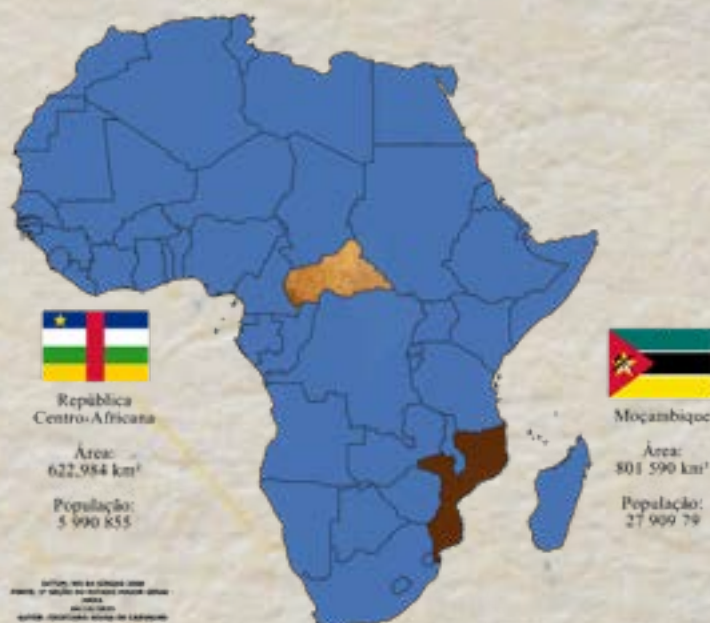 República
Centro-Africana
Área:
622.984 km²
População:
5 990 855
Moçambique
Área:
801 590 km²
População:
27 909 79